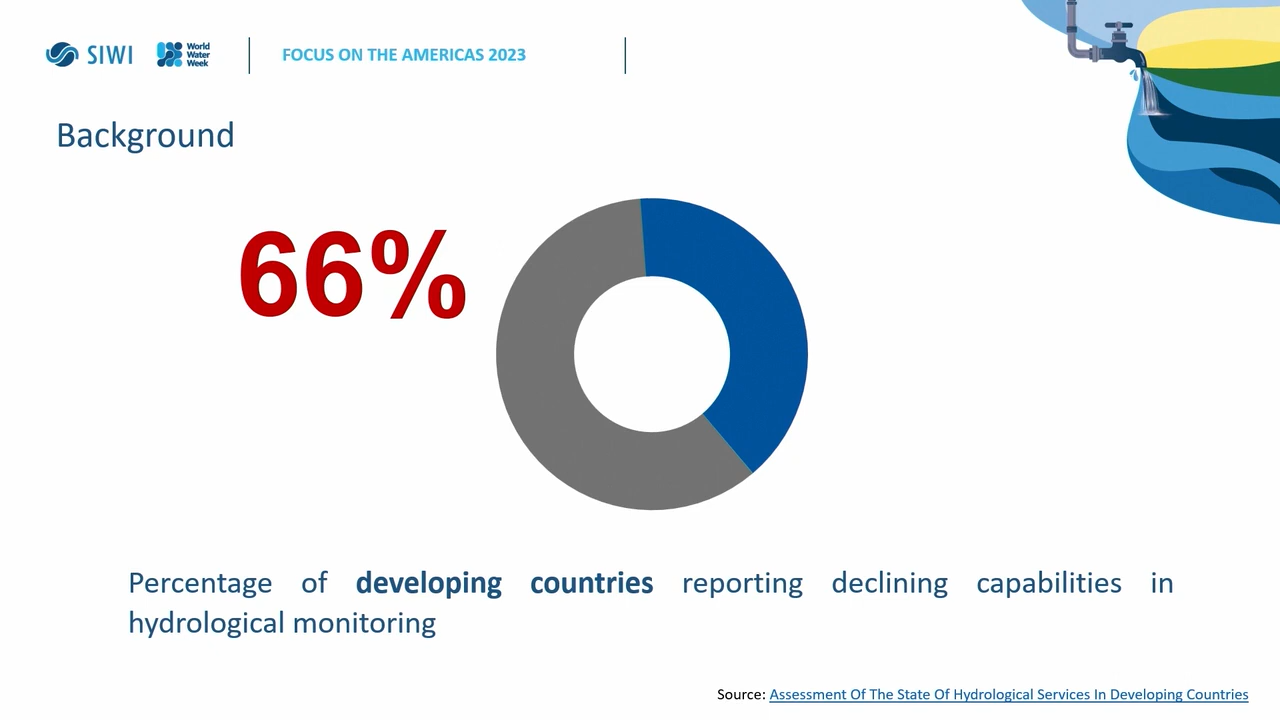 SIWI
World
Water
Week
FOCUS ON THE AMERICAS 2023
Background
66%
Percentage of developing countries reporting declining capabilities in
hydrological monitoring
Source: Assessment Of The State Of Hydrological Services In Developing Countries